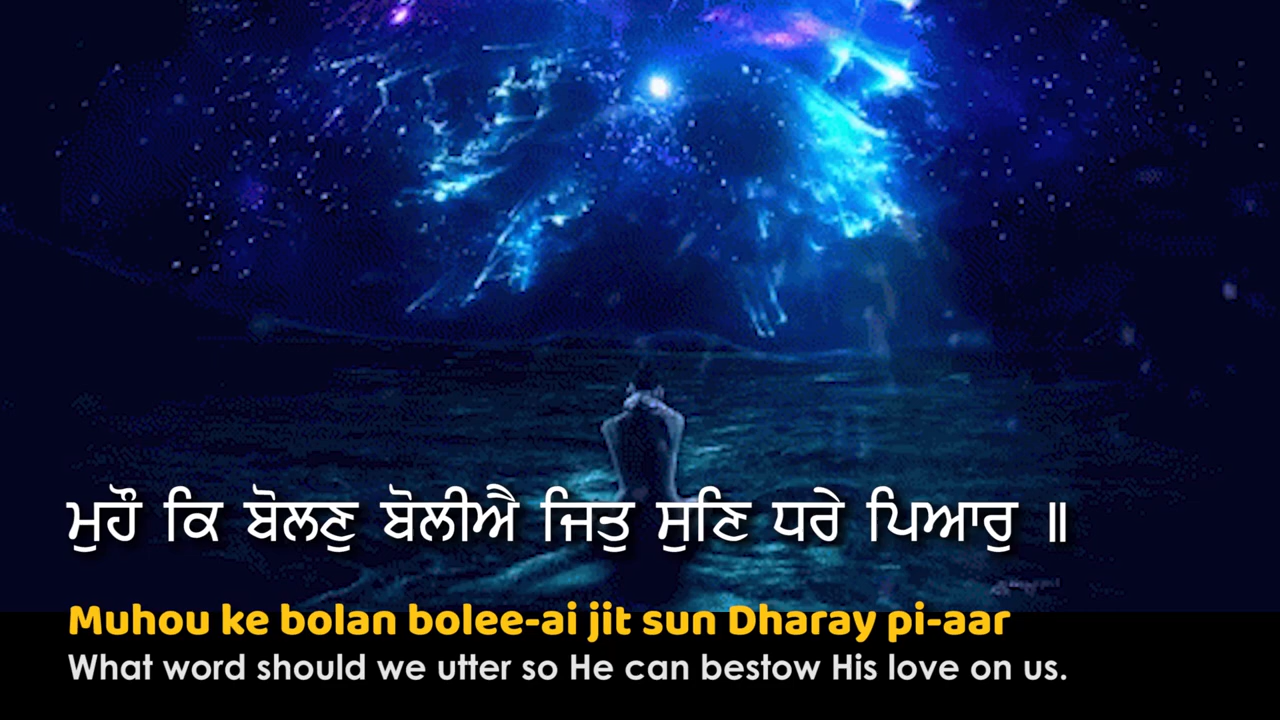 ਮੁਹੌ ਕਿ ਬੋਲਣੁ ਬੋਲੀਐ ਜਿਤੁ ਸੁਣਿ ਧਰੇ ਪਿਆਰੁ ॥
Muhou ke bolan bolee-ai jit sun Dharay pi-aar
What word should we utter so He can bestow His love on us.